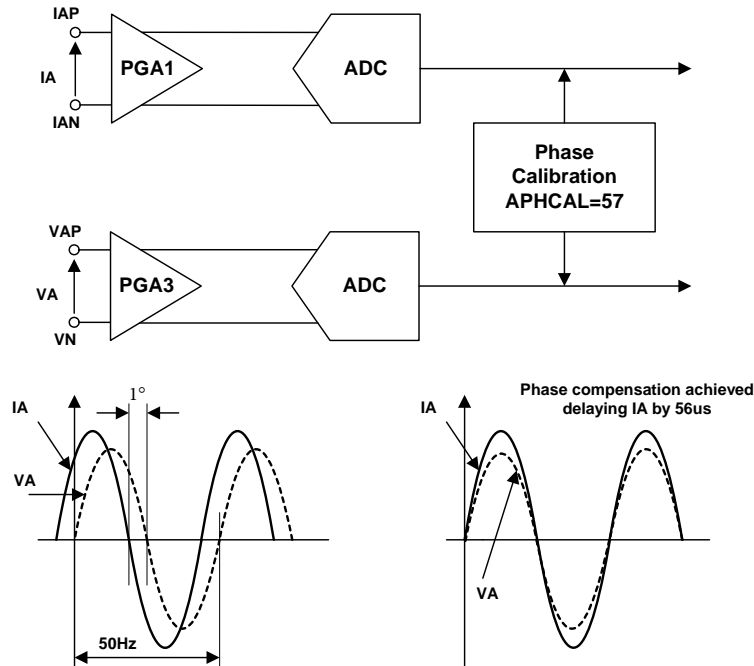 IAP
IA
IAN
PGA1
ADC
Phase
Calibration
APHCAL=57
VAP
VA
VN
PGA3
ADC
1°
IA
VA
50Hz
Phase compensation achieved
delaying IA by 56us
IA
VA